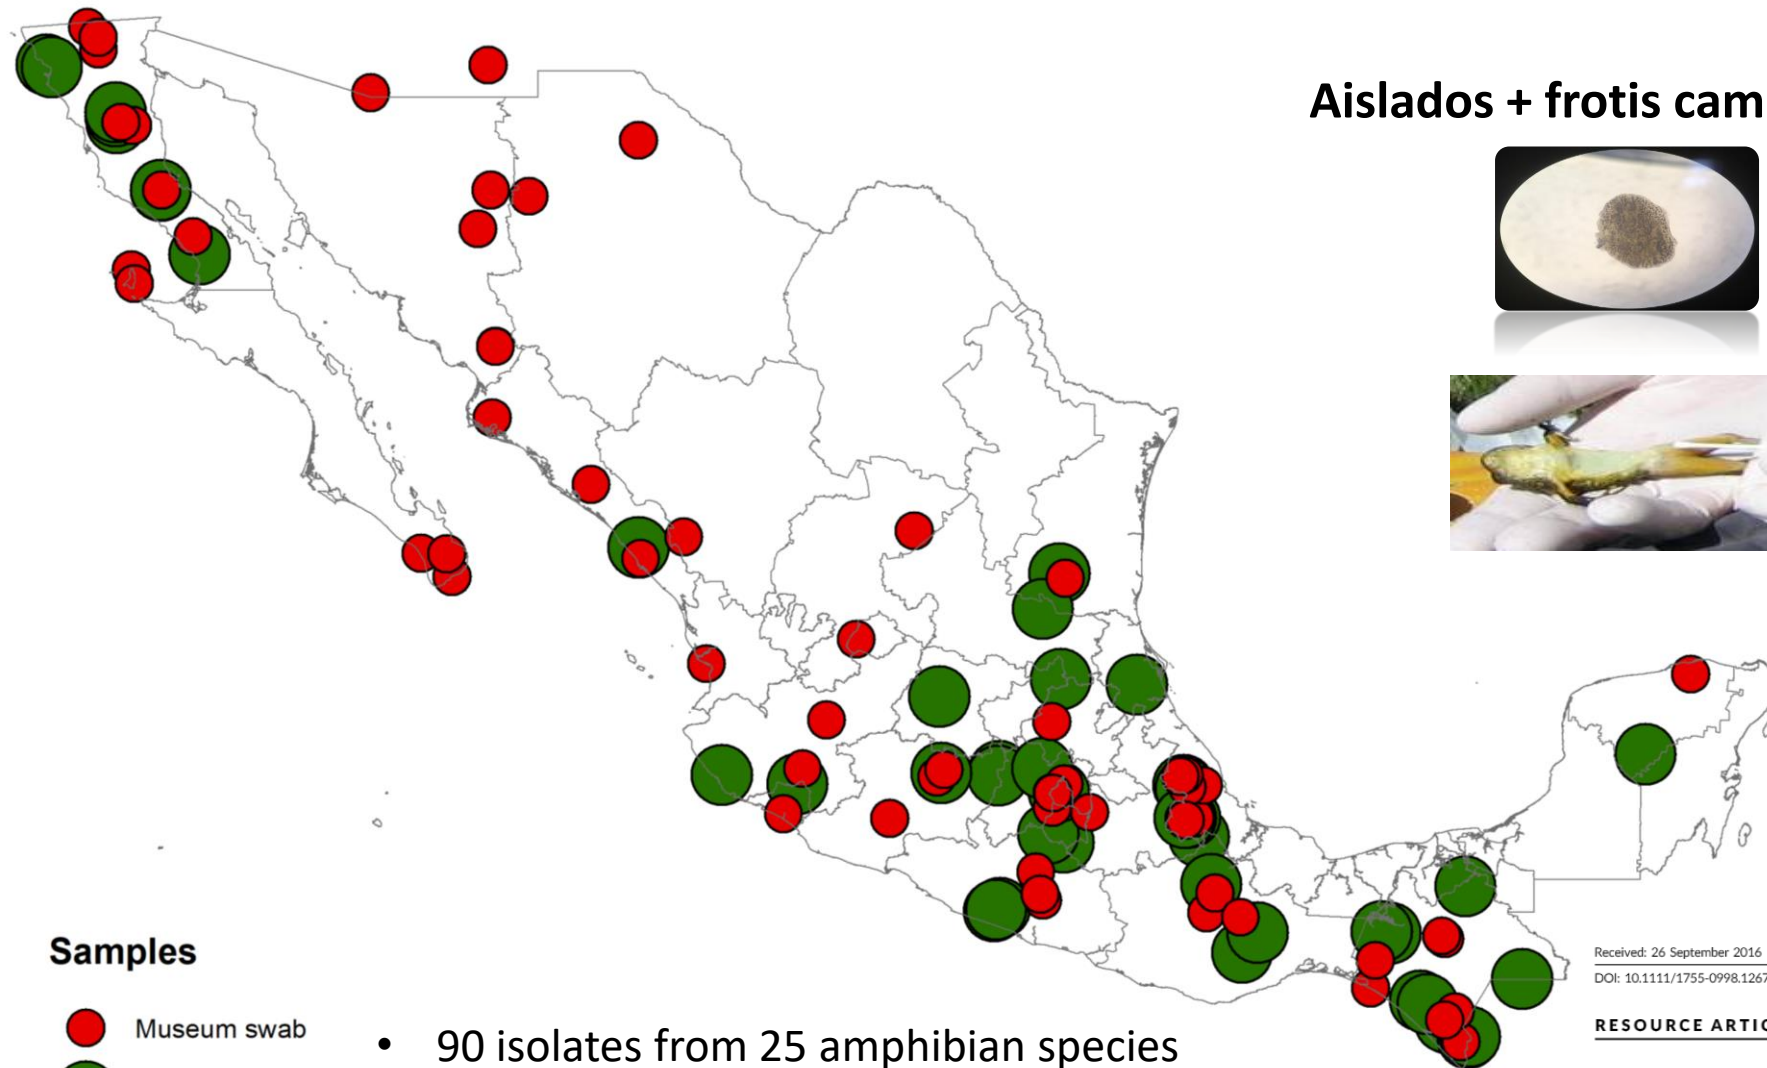 Aislados + frotis cam
Samples
Museum swab
• 90 isolates from 25 amphibian species
Received: 26 September 2016
DOI: 10.1111/1755-0998.1267
RESOURCE ARTIC